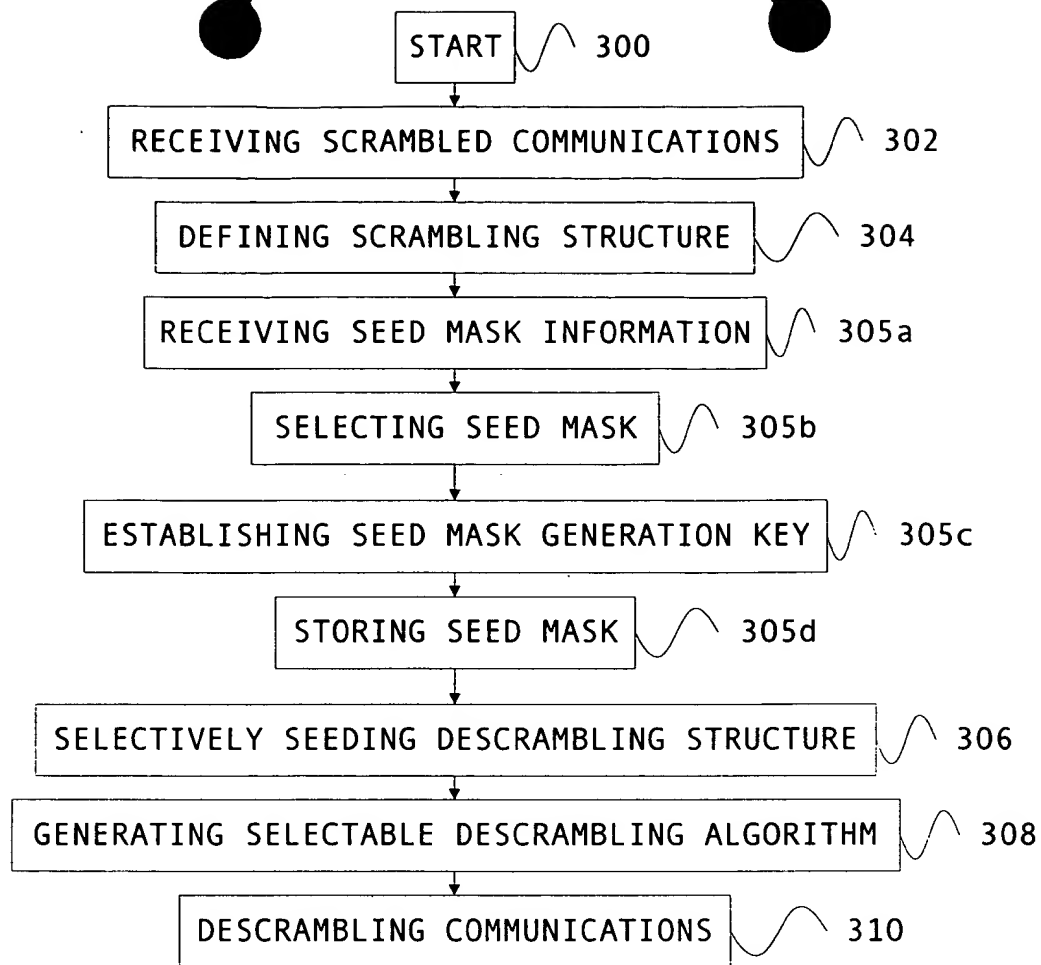 START 300
RECEIVING SCRAMBLED COMMUNICATIONS 302
DEFINING SCRAMBLING STRUCTURE 304
RECEIVING SEED MASK INFORMATION 305a
SELECTING SEED MASK 305b
ESTABLISHING SEED MASK GENERATION KEY 305c
STORING SEED MASK 305d
SELECTIVELY SEEDING DESCRAMBLING STRUCTURE 306
GENERATING SELECTABLE DESCRAMBLING ALGORITHM 308
DESCRAMBLING COMMUNICATIONS 310